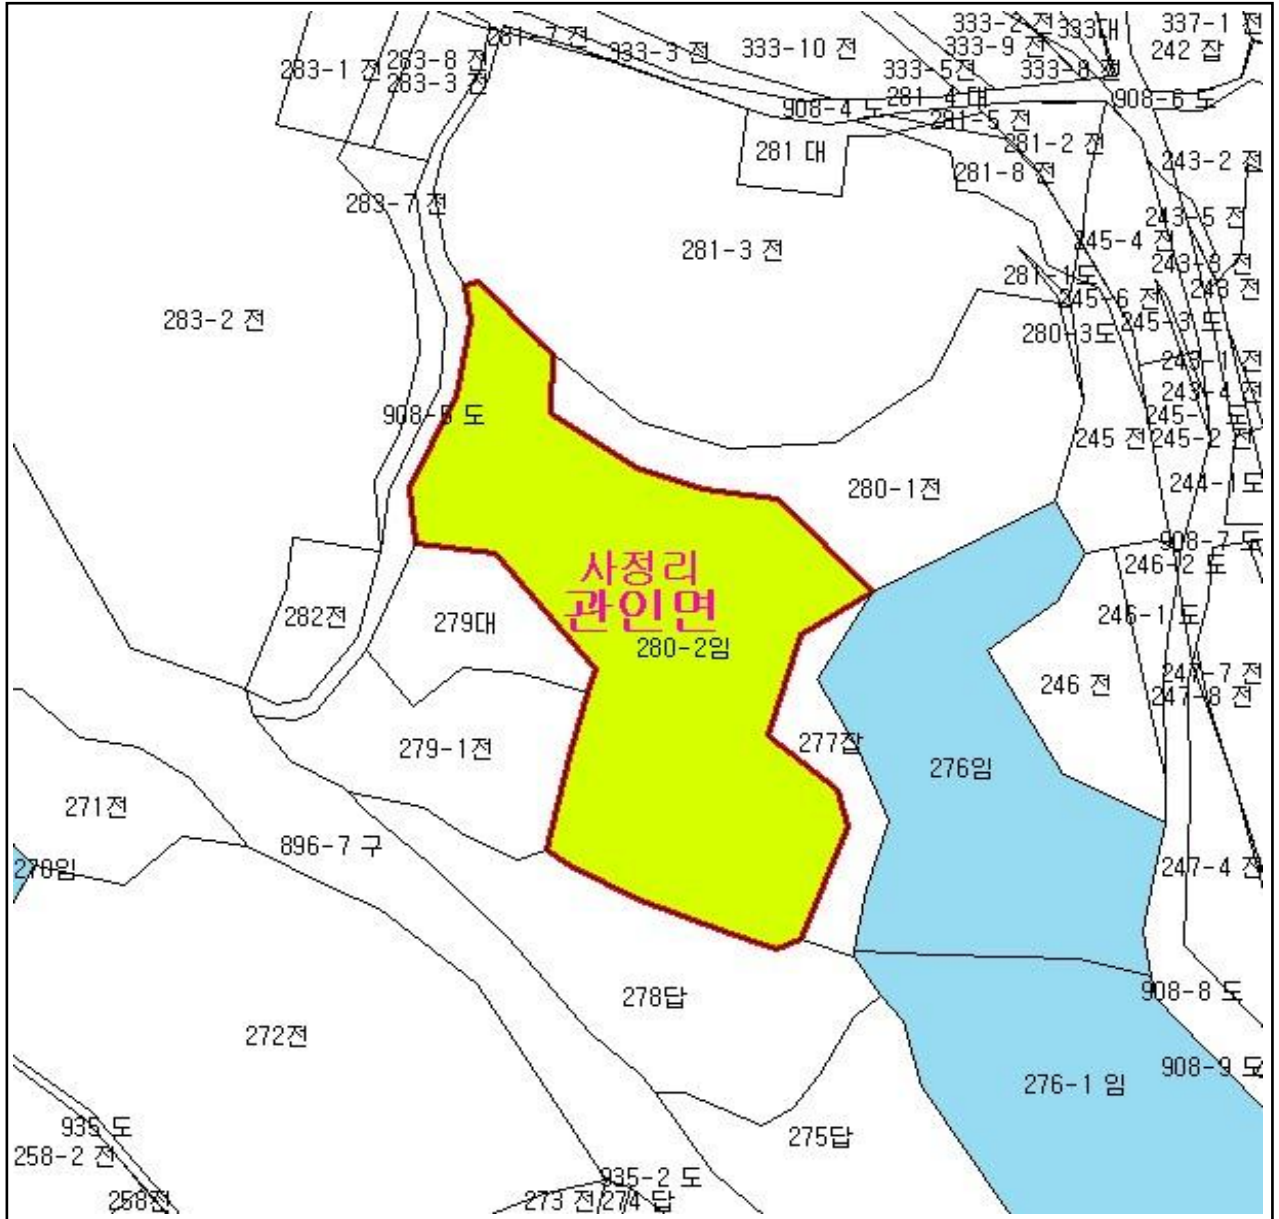 281-7 전
333-2 전
333대
337-1 전
283-8 전
333-3 전
333-10 전
333-9 전
242 잡
283-1 전
283-3 전
333-5전
333-8 전
281-4 대
908-4 도
908-6 도
281-5 전
281 대
281-2 전
243-2 전
281-8 전
283-7 전
243-5 전
281-3 전
245-4 전
243-3 전
281-1도
243 전
245-6 전
283-2 전
280-3도
245-3 도
243-1 전
243-4 전
908-5 도
245 전
245-2 전
280-1전
244-1도
908-7 도
사정리
246-2 도
관인면
282전
279대
246-1 도
280-2임
247-7 전
246 전
247-8 전
279-1전
277잡
276임
271전
896-7 구
270임
247-4 전
278답
908-8 도
272전
908-9 도
276-1 임
935 도
275답
258-2 전
935-2 도
258전
273 전
274 답